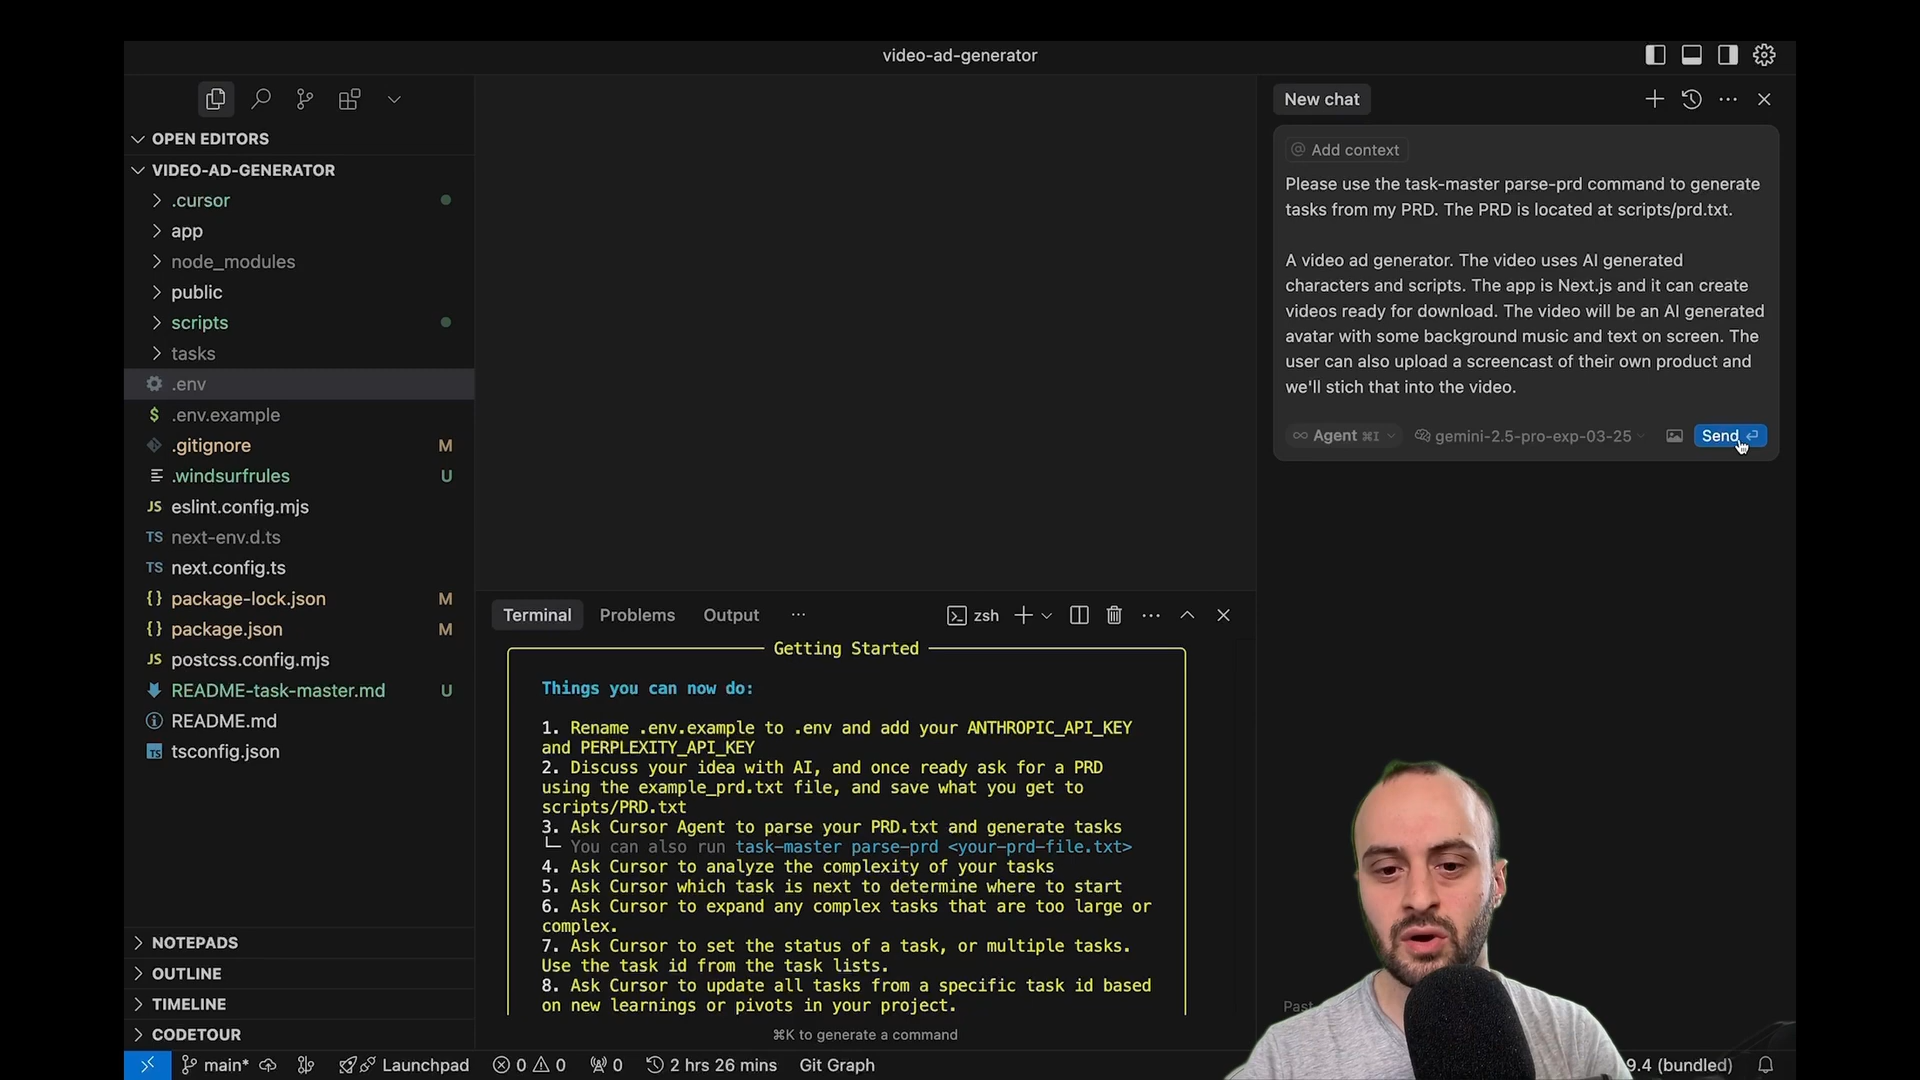 video-ad-generator
New chat
OPEN EDITORS
VIDEO-AD-GENERATOR
.cursor
app
node_modules
public
scripts
tasks
.env
$ .env.example
.gitignore M
.windsurfrules U
JS eslint.config.mjs
TS next-env.d.ts
TS next.config.ts
{} package-lock.json M
{} package.json M
JS postcss.config.mjs
README-task-master.md U
README.md
TS tsconfig.json
NOTEPADS
OUTLINE
TIMELINE
CODETOUR
Terminal Problems Output ··· zsh
Getting Started
Things you can now do:
1. Rename .env.example to .env and add your ANTHROPIC_API_KEY
and PERPLEXITY_API_KEY
2. Discuss your idea with AI, and once ready ask for a PRD
using the example_prd.txt file, and save what you get to
scripts/PRD.txt
3. Ask Cursor Agent to parse your PRD.txt and generate tasks
└─ You can also run task-master parse-prd <your-prd-file.txt>
4. Ask Cursor to analyze the complexity of your tasks
5. Ask Cursor which task is next to determine where to start
6. Ask Cursor to expand any complex tasks that are too large or
complex.
7. Ask Cursor to set the status of a task, or multiple tasks.
Use the task id from the task lists.
8. Ask Cursor to update all tasks from a specific task id based
on new learnings or pivots in your project.
⌘K to generate a command
@ Add context
Please use the task-master parse-prd command to generate
tasks from my PRD. The PRD is located at scripts/prd.txt.
A video ad generator. The video uses AI generated
characters and scripts. The app is Next.js and it can create
videos ready for download. The video will be an AI generated
avatar with some background music and text on screen. The
user can also upload a screencast of their own product and
we'll stich that into the video.
∞ Agent ⌘I gemini-2.5-pro-exp-03-25 Send
Past
main* Launchpad 0 0 0 2 hrs 26 mins Git Graph 9.4 (bundled)